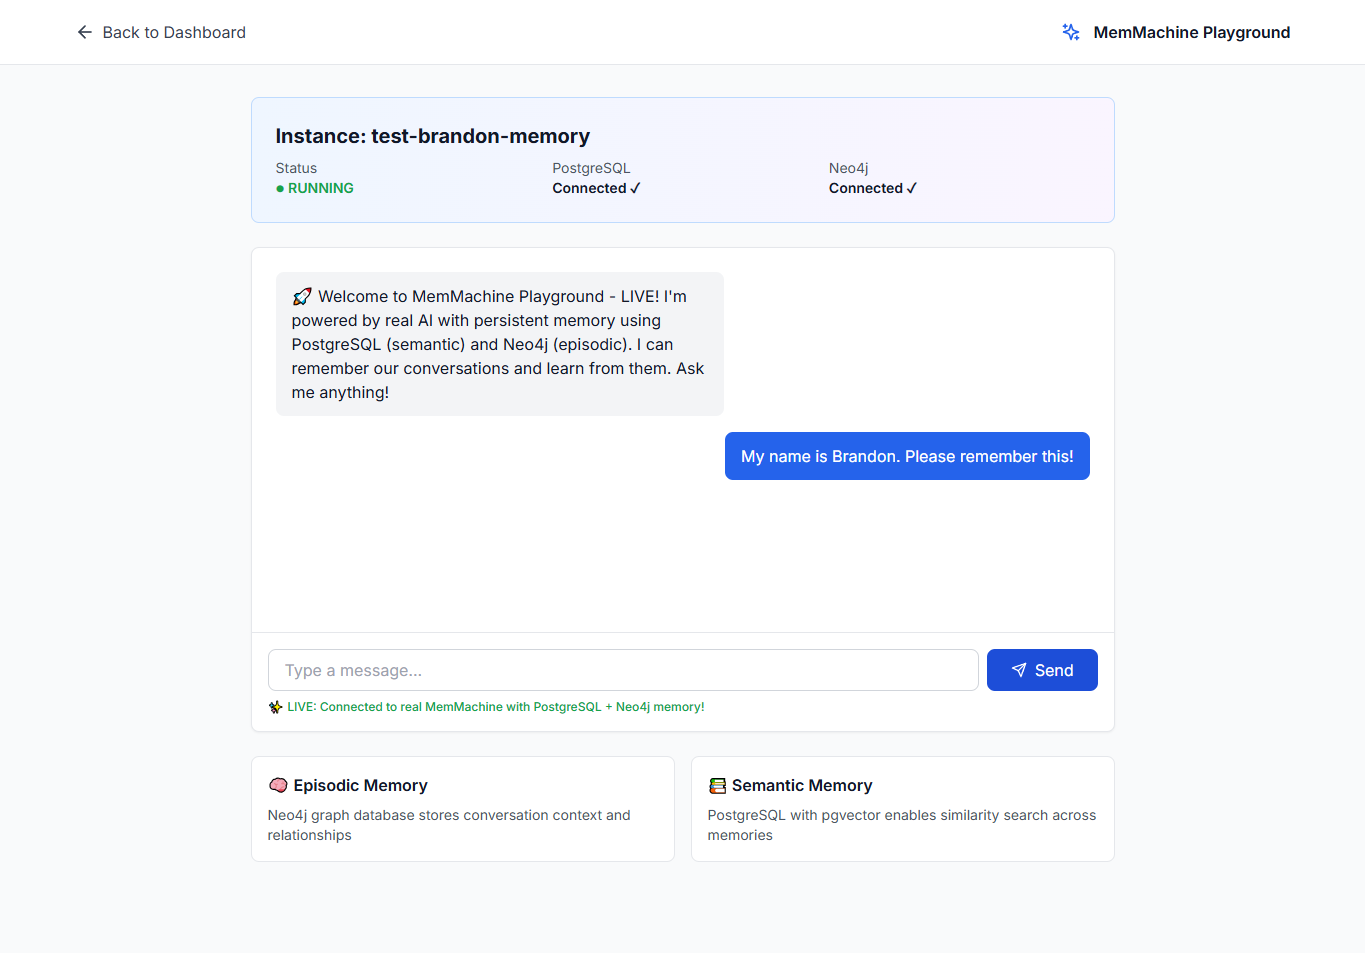 Back to Dashboard
MemMachine Playground
Instance: test-brandon-memory
Status
● RUNNING
PostgreSQL
Connected ✓
Neo4j
Connected ✓
🚀 Welcome to MemMachine Playground - LIVE! I'm
powered by real AI with persistent memory using
PostgreSQL (semantic) and Neo4j (episodic). I can
remember our conversations and learn from them. Ask
me anything!
My name is Brandon. Please remember this!
Type a message...
Send
✨ LIVE: Connected to real MemMachine with PostgreSQL + Neo4j memory!
🧠 Episodic Memory
Neo4j graph database stores conversation context and
relationships
📚 Semantic Memory
PostgreSQL with pgvector enables similarity search across
memories